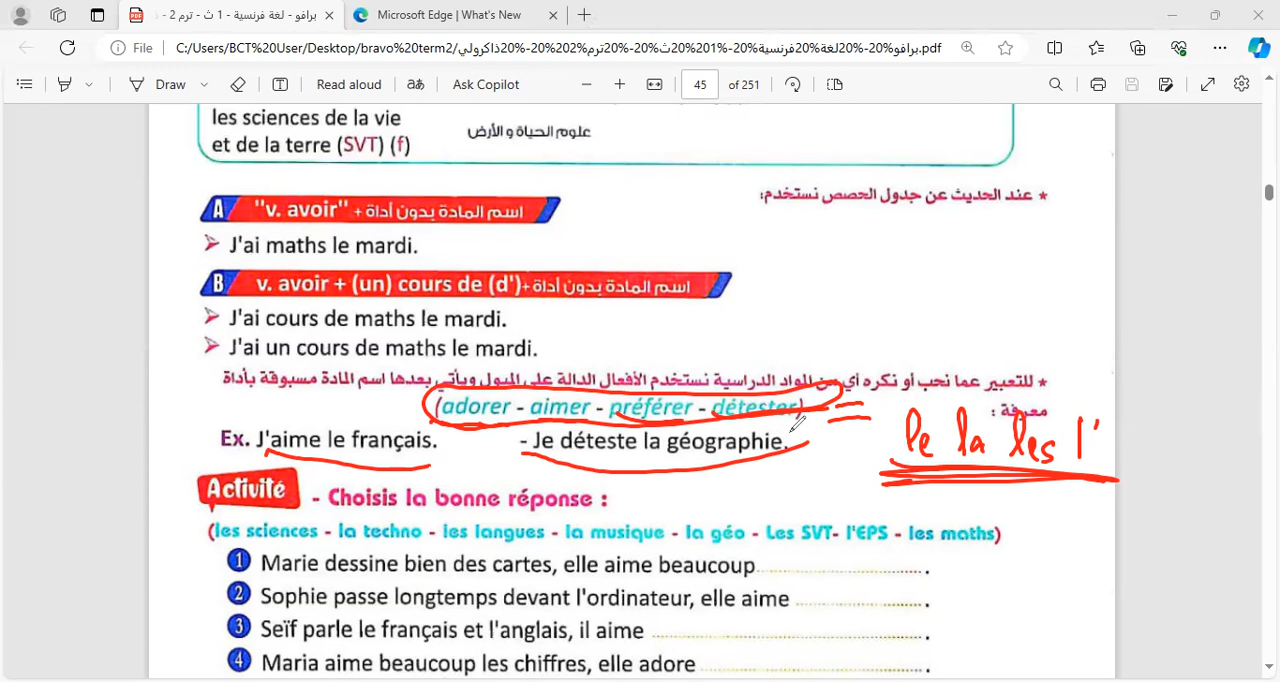 برافو - لغة فرنسية - 1 ث - ترم 2 -
Microsoft Edge | What's New
File
C:/Users/BCT%20User/Desktop/bravo%20term2/برافو%20-%20لغة%20فرنسية%20-%201%20ث%20-%20ترم%202%20-%20ذاكرولي.pdf
Draw
Read aloud
aあ
Ask Copilot
45
of 251
les sciences de la vie
et de la terre (SVT) (f)
علوم الحياة و الأرض
* عند الحديث عن جدول الحصص نستخدم:
A "v. avoir" + اسم المادة بدون أداة
J'ai maths le mardi.
B v. avoir + (un) cours de (d') + اسم المادة بدون أداة
J'ai cours de maths le mardi.
J'ai un cours de maths le mardi.
* للتعبير عما نحب أو نكره أي من المواد الدراسية نستخدم الأفعال الدالة على الميول ويأتي بعدها اسم المادة مسبوقة بأداة
معرفة :
(adorer - aimer - préférer - détester)
le la les l'
Ex. J'aime le français. - Je déteste la géographie.
Activité - Choisis la bonne réponse :
(les sciences - la techno - les langues - la musique - la géo - Les SVT- l'EPS - les maths)
1 Marie dessine bien des cartes, elle aime beaucoup .................... .
2 Sophie passe longtemps devant l'ordinateur, elle aime .................... .
3 Seïf parle le français et l'anglais, il aime .................... .
4 Maria aime beaucoup les chiffres, elle adore .................... .